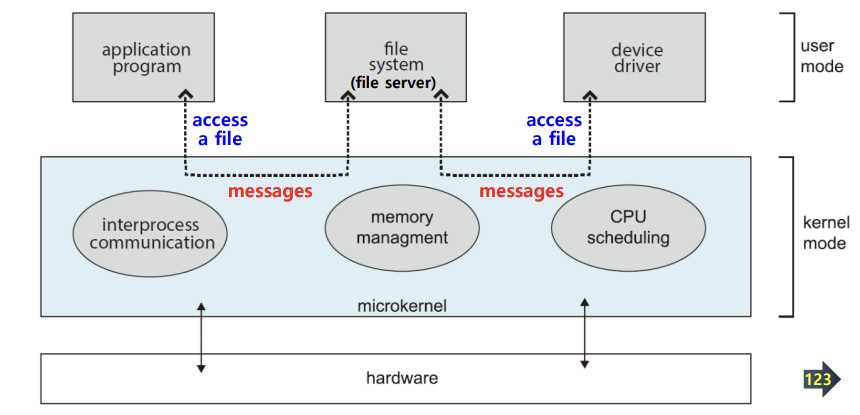 application
program
file
system
(file server)
device
driver
user
mode
access
a file
access
a file
messages
messages
interprocess
communication
memory
managment
CPU
scheduling
kernel
mode
microkernel
hardware
123